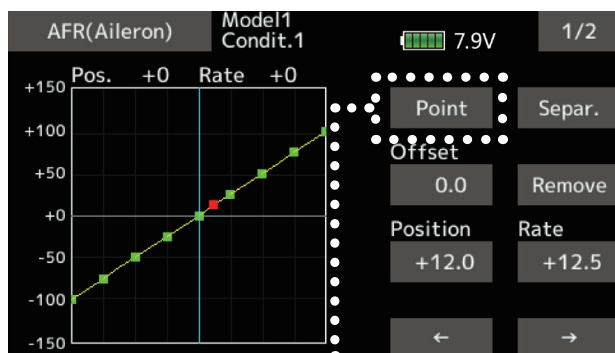 AFR(Aileron)
Model1
Condit.1
7.9V
1/2
Pos. +0 Rate +0
+150
+100
+50
+0
-50
-100
-150
Point
Separ.
Offset
0.0
Remove
Position
Rate
+12.0
+12.5
←
→